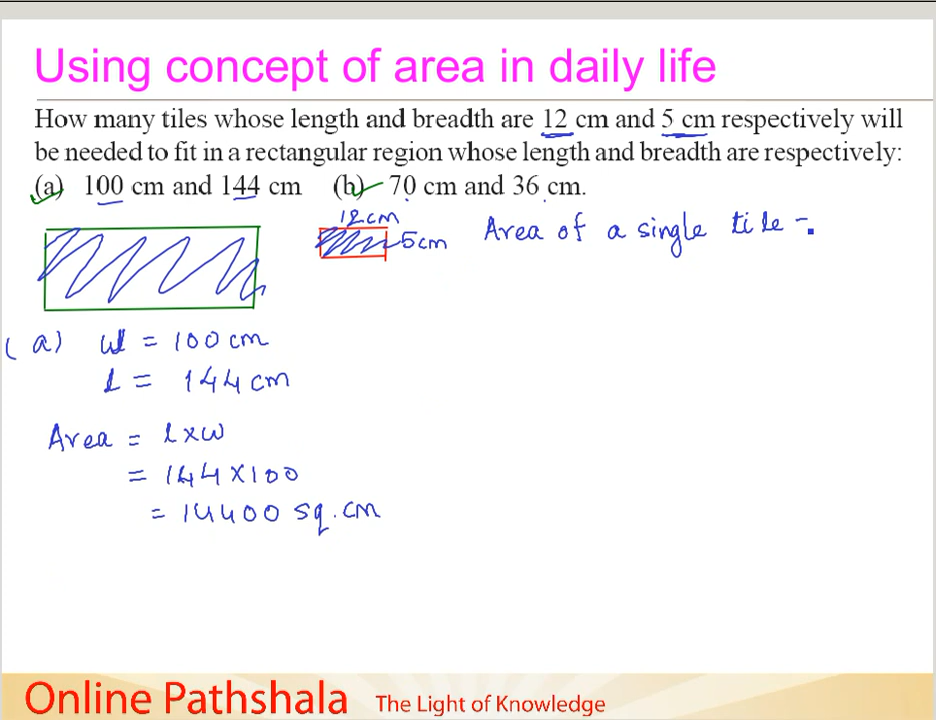 Using concept of area in daily life
How many tiles whose length and breadth are 12 cm and 5 cm respectively will
be needed to fit in a rectangular region whose length and breadth are respectively:
(a) 100 cm and 144 cm (b) 70 cm and 36 cm.
12cm
5cm
Area of a single tile =
(a) w = 100 cm
l = 144 cm
Area = l x w
= 144 x 100
= 14400 sq. cm
Online Pathshala The Light of Knowledge